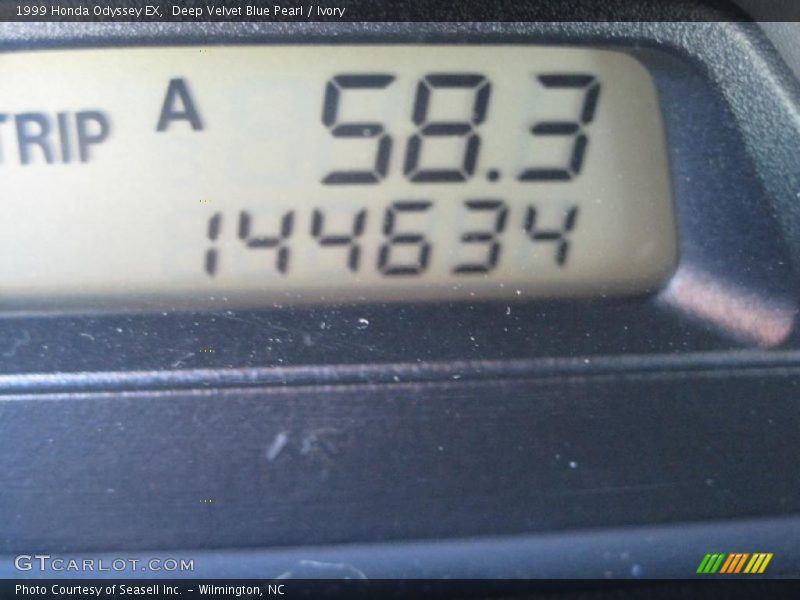 1999 Honda Odyssey EX, Deep Velvet Blue Pearl / Ivory
TRIP A 58.3
144634
GTCARLOT.COM
Photo Courtesy of Seasell Inc. - Wilmington, NC